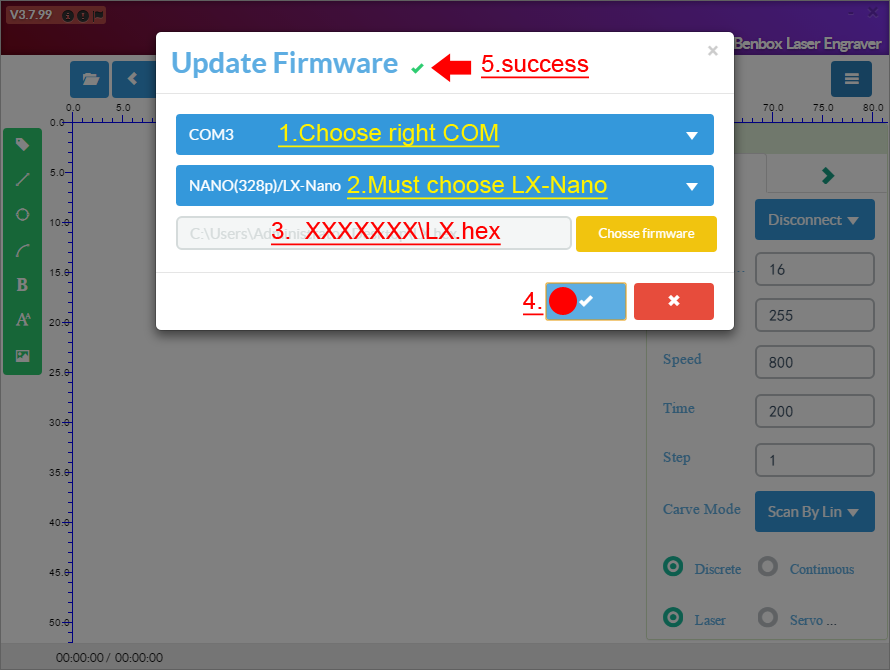 V3.7.99
Benbox Laser Engraver
Update Firmware
5.success
×
COM3
1.Choose right COM
NANO(328p)/LX-Nano
2.Must choose LX-Nano
3. XXXXXXX\LX.hex
Chosse firmware
4.
0.0 5.0 70.0 75.0 80.0
0.0
5.0
10.0
15.0
20.0
25.0
30.0
35.0
40.0
45.0
50.0
B
A
Disconnect
16
255
Speed 800
Time 200
Step 1
Carve Mode Scan By Lin
Discrete Continuous
Laser Servo ...
00:00:00 / 00:00:00